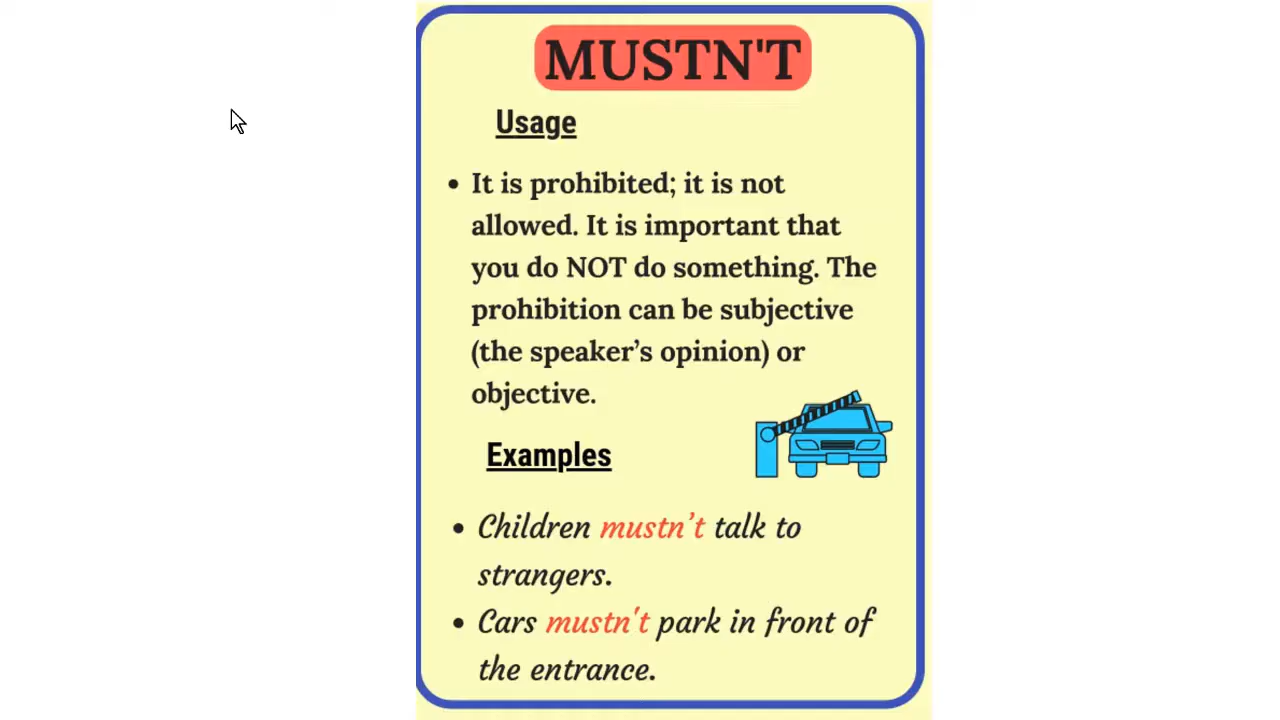 MUSTN'T
Usage
• It is prohibited; it is not
allowed. It is important that
you do NOT do something. The
prohibition can be subjective
(the speaker’s opinion) or
objective.
Examples
• Children mustn’t talk to
strangers.
• Cars mustn't park in front of
the entrance.